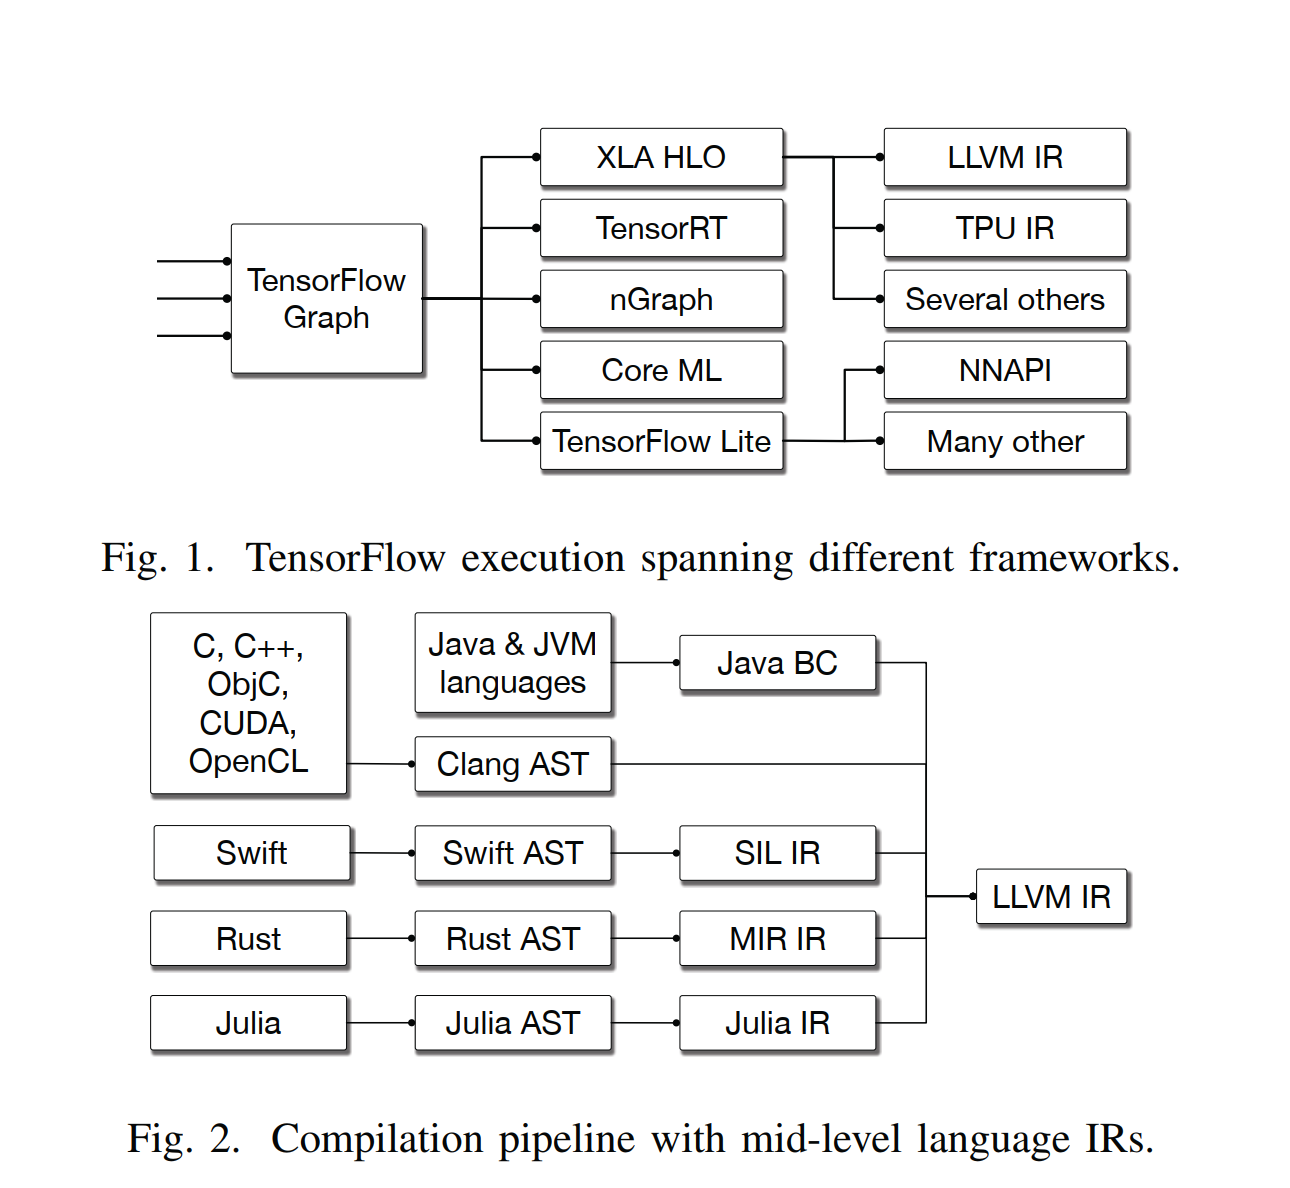 XLA HLO
LLVM IR
TensorRT
TPU IR
TensorFlow
Graph
nGraph
Several others
Core ML
NNAPI
TensorFlow Lite
Many other
Fig. 1. TensorFlow execution spanning different frameworks.
C, C++,
ObjC,
CUDA,
OpenCL
Java & JVM
languages
Java BC
Clang AST
Swift
Swift AST
SIL IR
LLVM IR
Rust
Rust AST
MIR IR
Julia
Julia AST
Julia IR
Fig. 2. Compilation pipeline with mid-level language IRs.